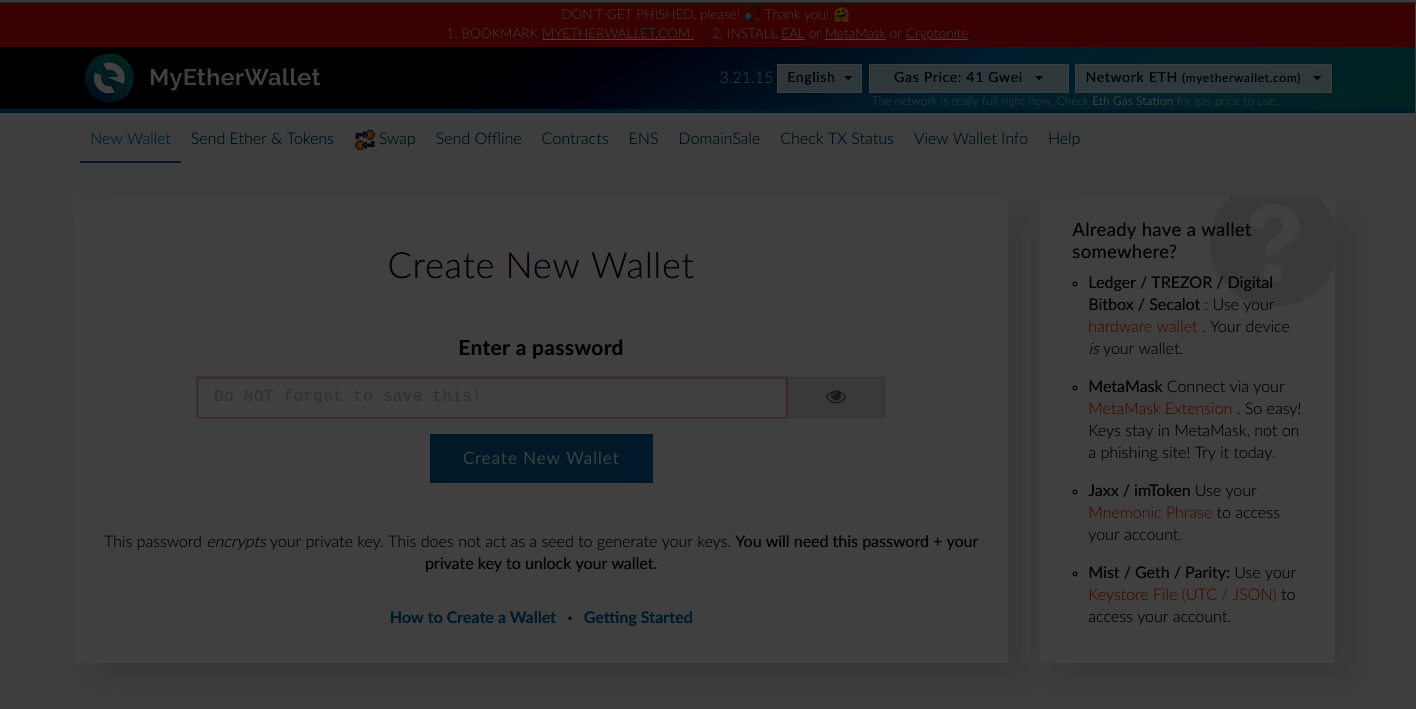 DON'T GET PHISHED, please! 🎣 Thank you! 🤗
1. BOOKMARK MYETHERWALLET.COM 2. INSTALL EAL or MetaMask or Cryptonite
MyEtherWallet
3.21.15 English Gas Price: 41 Gwei Network ETH (myetherwallet.com)
The network is really full right now. Check Eth Gas Station for gas price to use.
New Wallet Send Ether & Tokens Swap Send Offline Contracts ENS DomainSale Check TX Status View Wallet Info Help
Create New Wallet
Enter a password
Do NOT forget to save this!
Create New Wallet
This password encrypts your private key. This does not act as a seed to generate your keys. You will need this password + your
private key to unlock your wallet.
How to Create a Wallet · Getting Started
?
Already have a wallet
somewhere?
Ledger / TREZOR / Digital
Bitbox / Secalot : Use your
hardware wallet . Your device
is your wallet.
MetaMask Connect via your
MetaMask Extension . So easy!
Keys stay in MetaMask, not on
a phishing site! Try it today.
Jaxx / imToken Use your
Mnemonic Phrase to access
your account.
Mist / Geth / Parity: Use your
Keystore File (UTC / JSON) to
access your account.